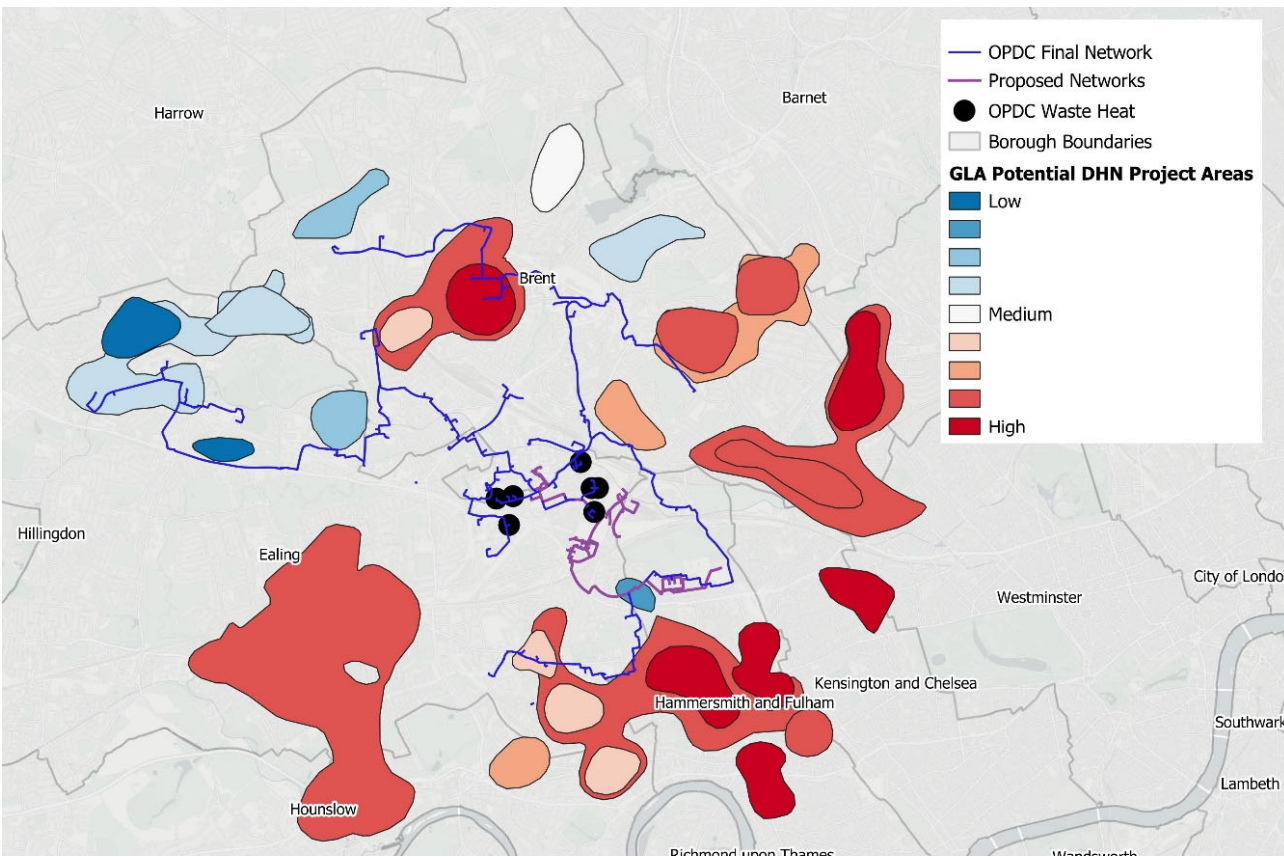 OPDC Final Network
Proposed Networks
OPDC Waste Heat
Borough Boundaries
GLA Potential DHN Project Areas
Low
Medium
High
Harrow
Barnet
Brent
Hillingdon
Ealing
City of Londo
Westminster
Kensington and Chelsea
Hammersmith and Fulham
Southwark
Lambeth
Hounslow
Richmond upon Thames
Wandsworth